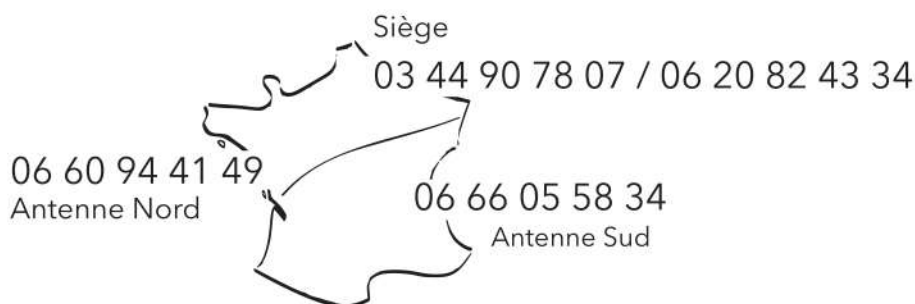 Siège
03 44 90 78 07 / 06 20 82 43 34
06 60 94 41 49
Antenne Nord
06 66 05 58 34
Antenne Sud